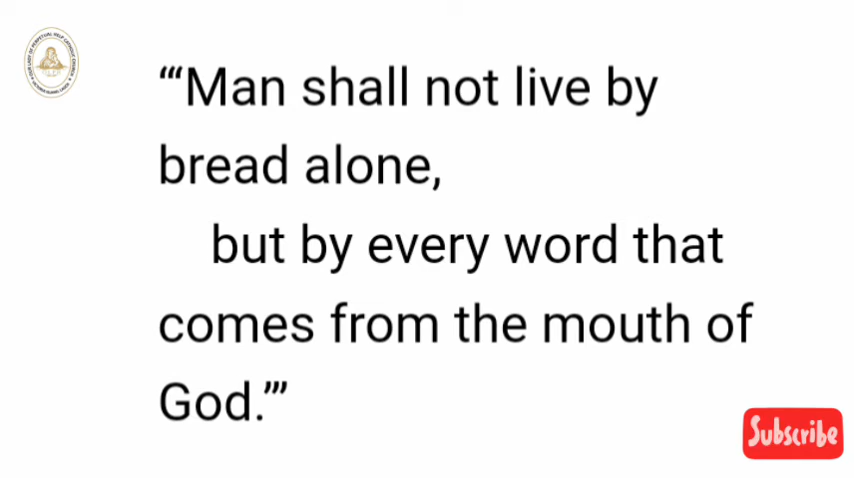 “‘Man shall not live by
bread alone,
but by every word that
comes from the mouth of
God.’”
Subscribe